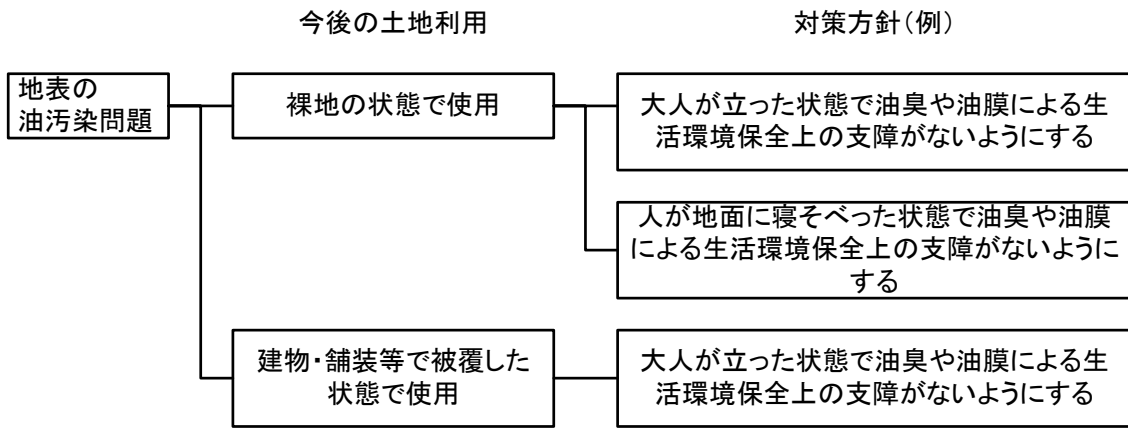 今後の土地利用
対策方針(例)
地表の
油汚染問題
裸地の状態で使用
大人が立った状態で油臭や油膜による生
活環境保全上の支障がないようにする
人が地面に寝そべった状態で油臭や油膜
による生活環境保全上の支障がないように
する
建物・舗装等で被覆した
状態で使用
大人が立った状態で油臭や油膜による生
活環境保全上の支障がないようにする